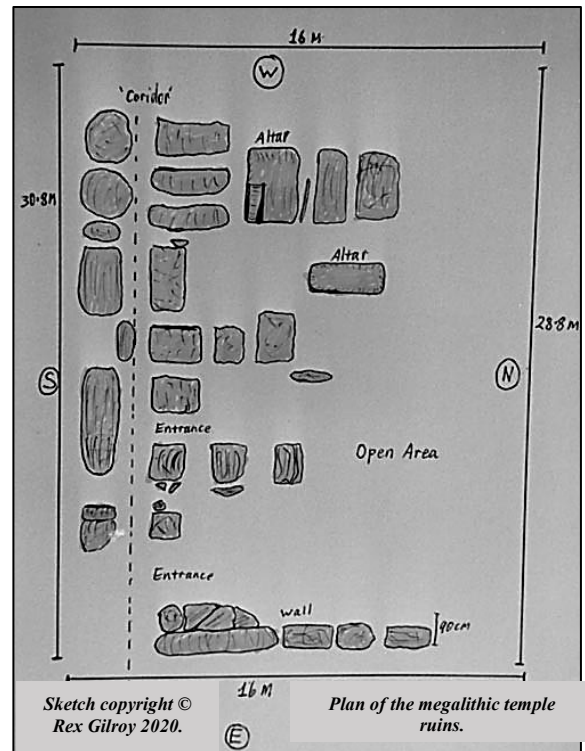 16 M
W
'Coridor'
Altar
30.8M
Altar
28.8 M
S
N
Entrance
Open Area
Entrance
wall
90cm
16 M
Sketch copyright ©
Rex Gilroy 2020.
Plan of the megalithic temple
ruins.
E